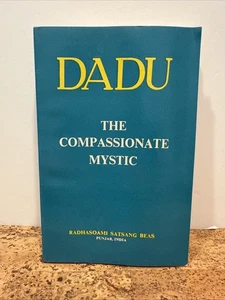 DADU
THE
COMPASSIONATE
MYSTIC
RADHASOAMI SATSANG BEAS
PUNJAB, INDIA